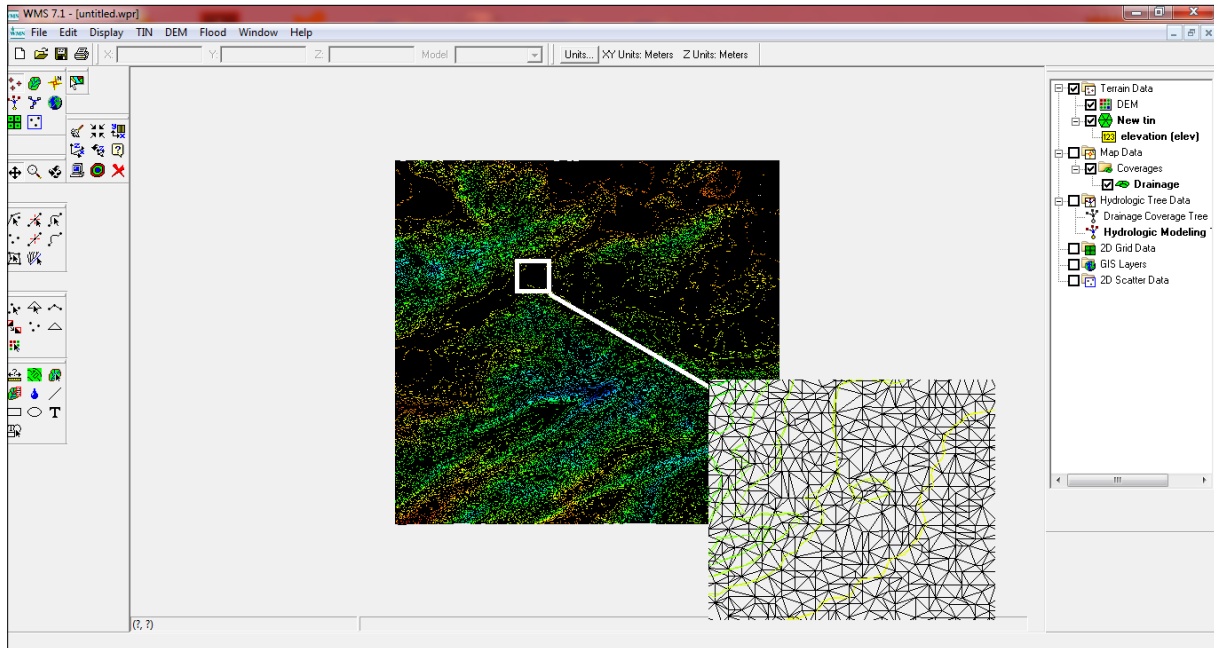 WMS 7.1 - [untitled.wpr]
File Edit Display TIN DEM Flood Window Help
X: Y: Z: Model Units... XY Units: Meters Z Units: Meters
Terrain Data
DEM
New tin
123 elevation (elev)
Map Data
Coverages
Drainage
Hydrologic Tree Data
Drainage Coverage Tree
Hydrologic Modeling
2D Grid Data
GIS Layers
2D Scatter Data
T
(?, ?)